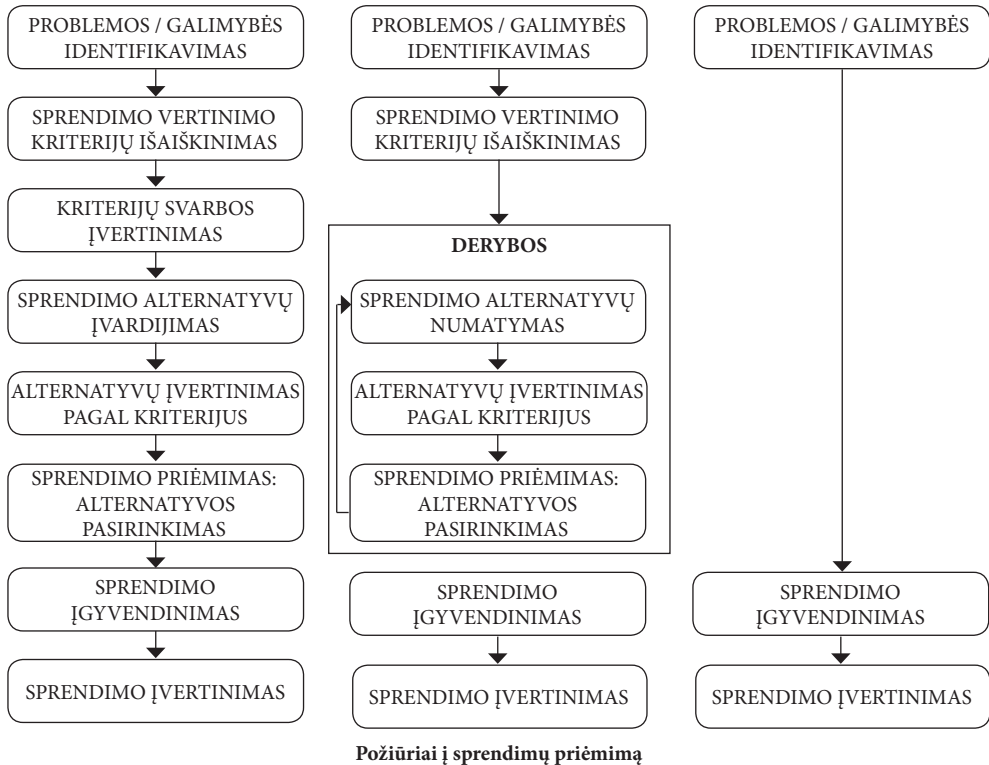 PROBLEMOS / GALIMYBĖS
IDENTIFIKAVIMAS
SPRENDIMO VERTINIMO
KRITERIJŲ IŠAIŠKINIMAS
KRITERIJŲ SVARBOS
ĮVERTINIMAS
SPRENDIMO ALTERNATYVŲ
ĮVARDIJIMAS
ALTERNATYVŲ ĮVERTINIMAS
PAGAL KRITERIJUS
SPRENDIMO PRIĖMIMAS:
ALTERNATYVOS
PASIRINKIMAS
SPRENDIMO
ĮGYVENDINIMAS
SPRENDIMO ĮVERTINIMAS
PROBLEMOS / GALIMYBĖS
IDENTIFIKAVIMAS
SPRENDIMO VERTINIMO
KRITERIJŲ IŠAIŠKINIMAS
DERYBOS
SPRENDIMO ALTERNATYVŲ
NUMATYMAS
ALTERNATYVŲ ĮVERTINIMAS
PAGAL KRITERIJUS
SPRENDIMO PRIĖMIMAS:
ALTERNATYVOS
PASIRINKIMAS
SPRENDIMO
ĮGYVENDINIMAS
SPRENDIMO ĮVERTINIMAS
PROBLEMOS / GALIMYBĖS
IDENTIFIKAVIMAS
SPRENDIMO
ĮGYVENDINIMAS
SPRENDIMO ĮVERTINIMAS
Požiūriai į sprendimų priėmimą